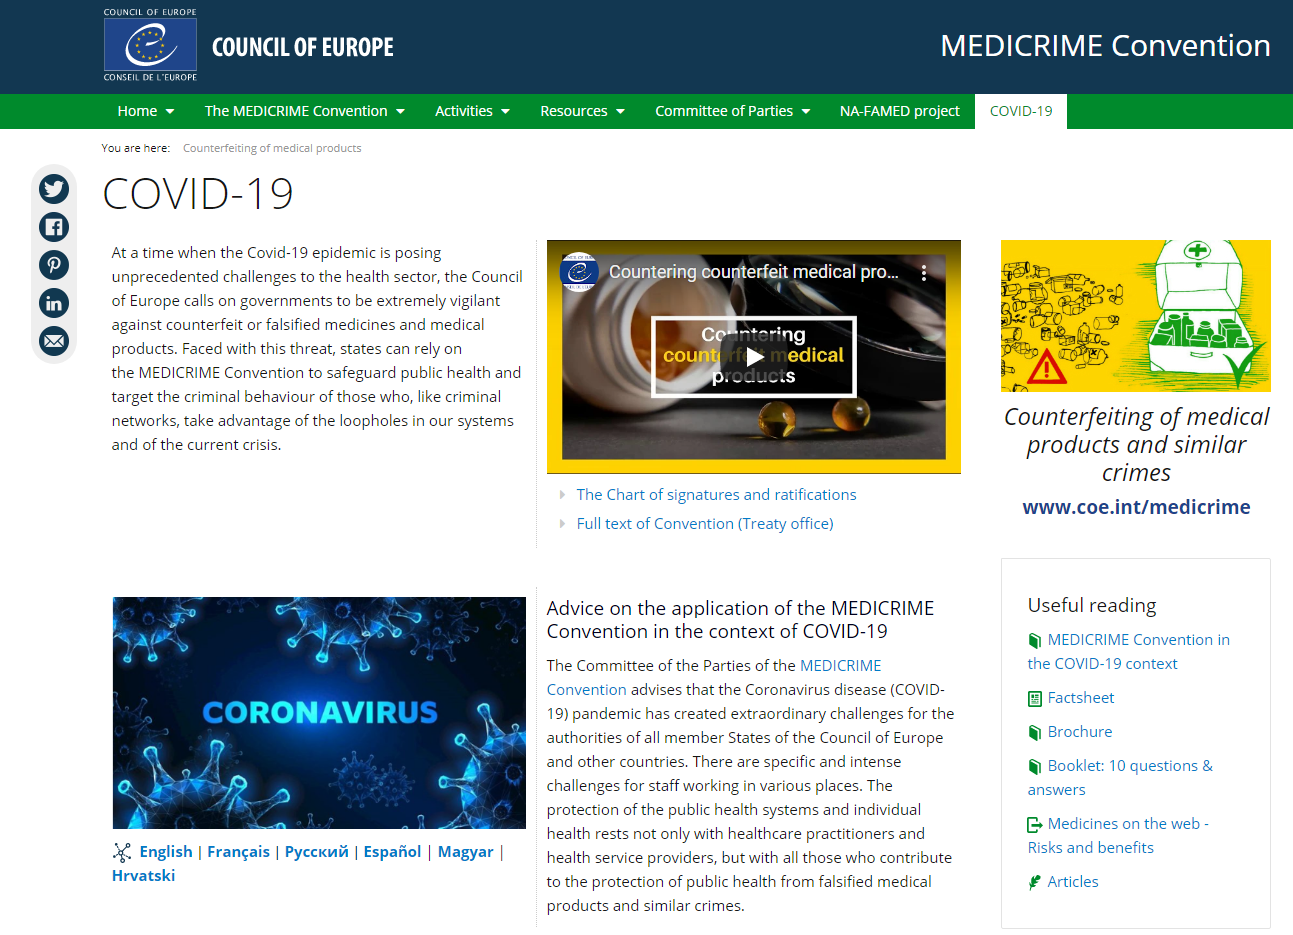 COUNCIL OF EUROPE
CONSEIL DE L'EUROPE
COUNCIL OF EUROPE
MEDICRIME Convention
Home
The MEDICRIME Convention
Activities
Resources
Committee of Parties
NA-FAMED project
COVID-19
You are here: Counterfeiting of medical products
COVID-19
At a time when the Covid-19 epidemic is posing
unprecedented challenges to the health sector, the Council
of Europe calls on governments to be extremely vigilant
against counterfeit or falsified medicines and medical
products. Faced with this threat, states can rely on
the MEDICRIME Convention to safeguard public health and
target the criminal behaviour of those who, like criminal
networks, take advantage of the loopholes in our systems
and of the current crisis.
Countering counterfeit medical pro...
Countering
counterfeit medical
products
The Chart of signatures and ratifications
Full text of Convention (Treaty office)
Counterfeiting of medical
products and similar
crimes
www.coe.int/medicrime
CORONAVIRUS
English | Français | Русский | Español | Magyar |
Hrvatski
Advice on the application of the MEDICRIME
Convention in the context of COVID-19
The Committee of the Parties of the MEDICRIME
Convention advises that the Coronavirus disease (COVID-
19) pandemic has created extraordinary challenges for the
authorities of all member States of the Council of Europe
and other countries. There are specific and intense
challenges for staff working in various places. The
protection of the public health systems and individual
health rests not only with healthcare practitioners and
health service providers, but with all those who contribute
to the protection of public health from falsified medical
products and similar crimes.
Useful reading
MEDICRIME Convention in
the COVID-19 context
Factsheet
Brochure
Booklet: 10 questions &
answers
Medicines on the web -
Risks and benefits
Articles